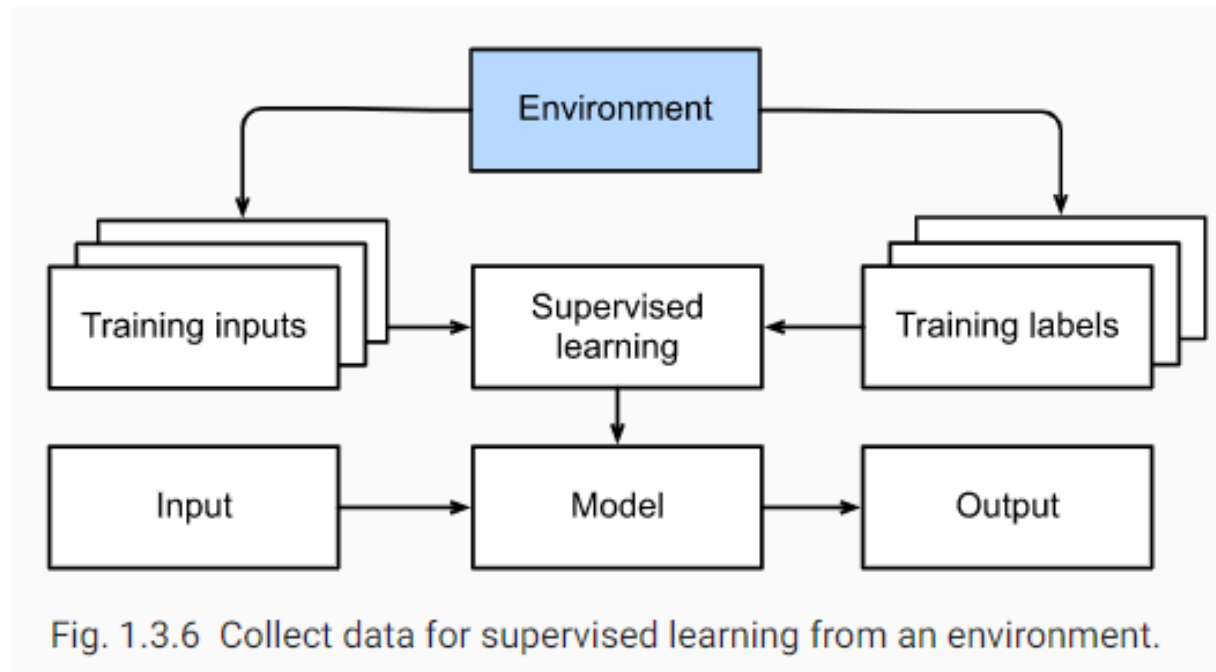 Environment
Training inputs
Supervised
learning
Training labels
Input
Model
Output
Fig. 1.3.6 Collect data for supervised learning from an environment.